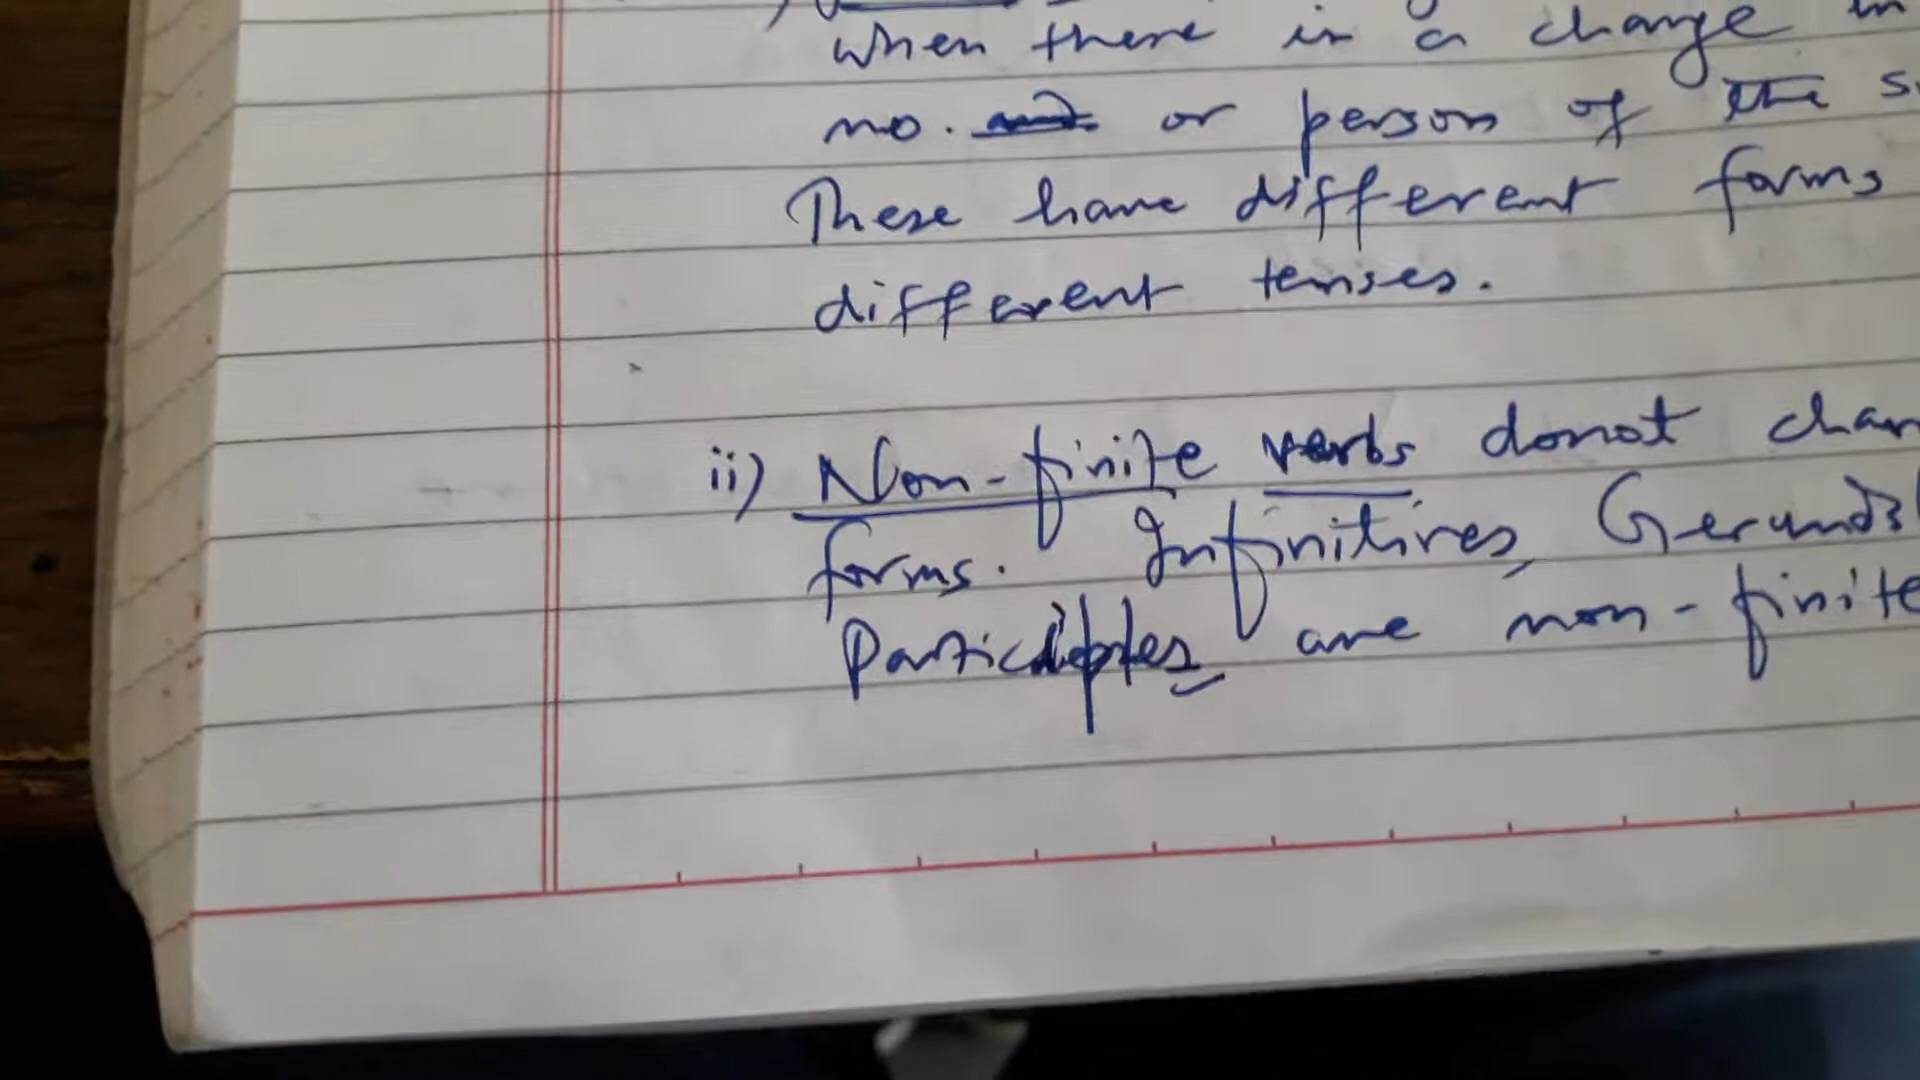 when there is a change in
no. or person of the
These have different forms
different tenses.
ii) Non-finite verbs donot
forms. Infinitives, Gerunds
Participles are non-finite